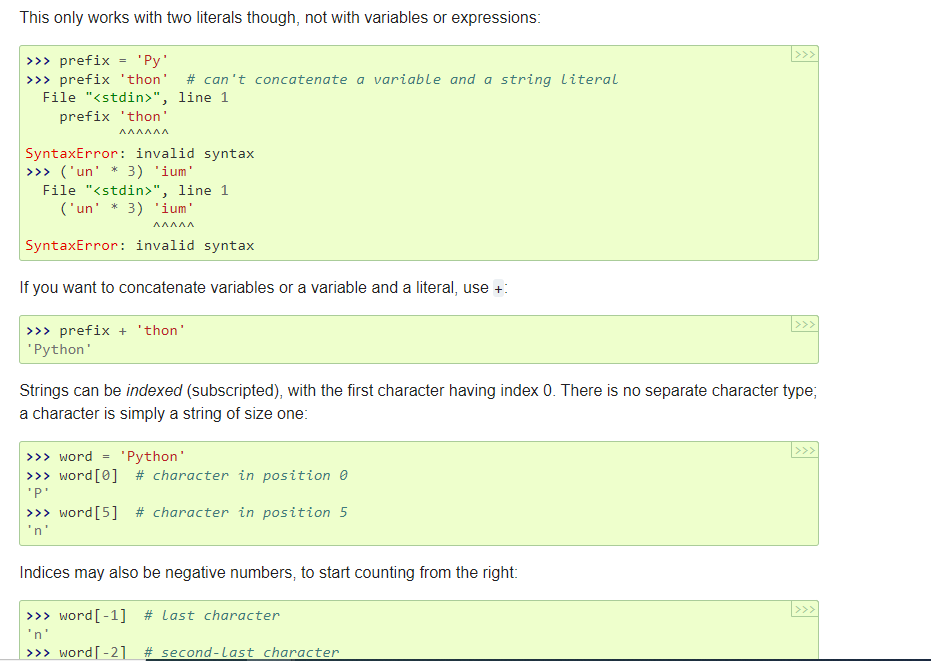 This only works with two literals though, not with variables or expressions:
>>> prefix = 'Py'
>>>
>>> prefix 'thon'  # can't concatenate a variable and a string literal
  File "<stdin>", line 1
    prefix 'thon'
           ^^^^^^
SyntaxError: invalid syntax
>>> ('un' * 3) 'ium'
  File "<stdin>", line 1
    ('un' * 3) 'ium'
               ^^^^^
SyntaxError: invalid syntax
If you want to concatenate variables or a variable and a literal, use +:
>>> prefix + 'thon'
>>>
'Python'
Strings can be indexed (subscripted), with the first character having index 0. There is no separate character type;
a character is simply a string of size one:
>>> word = 'Python'
>>>
>>> word[0]  # character in position 0
'P'
>>> word[5]  # character in position 5
'n'
Indices may also be negative numbers, to start counting from the right:
>>> word[-1]  # last character
>>>
'n'
>>> word[-2]  # second-last character